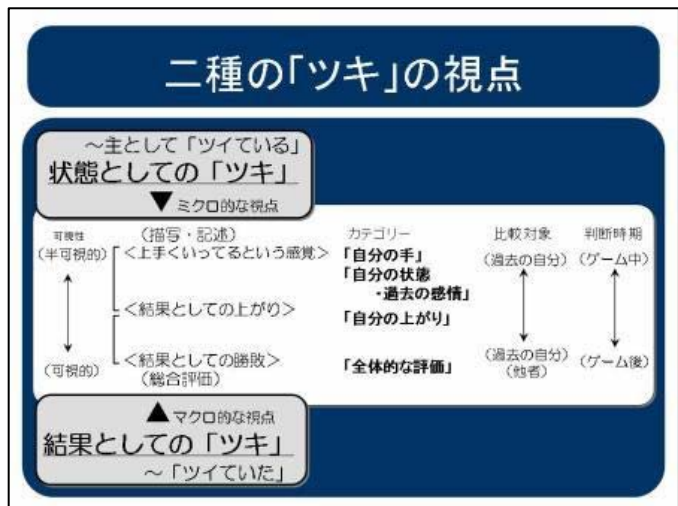 二種の「ツキ」の視点
～主として「ツイている」
状態としての「ツキ」
▼ミクロ的な視点
可視性 (描写・記述) カテゴリー 比較対象 判断時期
(半可視的) <上手くいってるという感覚> 「自分の手」 (過去の自分) (ゲーム中)
「自分の状態
・過去の感情」
<結果としての上がり> 「自分の上がり」
(可視的) <結果としての勝敗> 「全体的な評価」 (過去の自分) (ゲーム後)
(総合評価) (他者)
▲マクロ的な視点
結果としての「ツキ」
～「ツイていた」